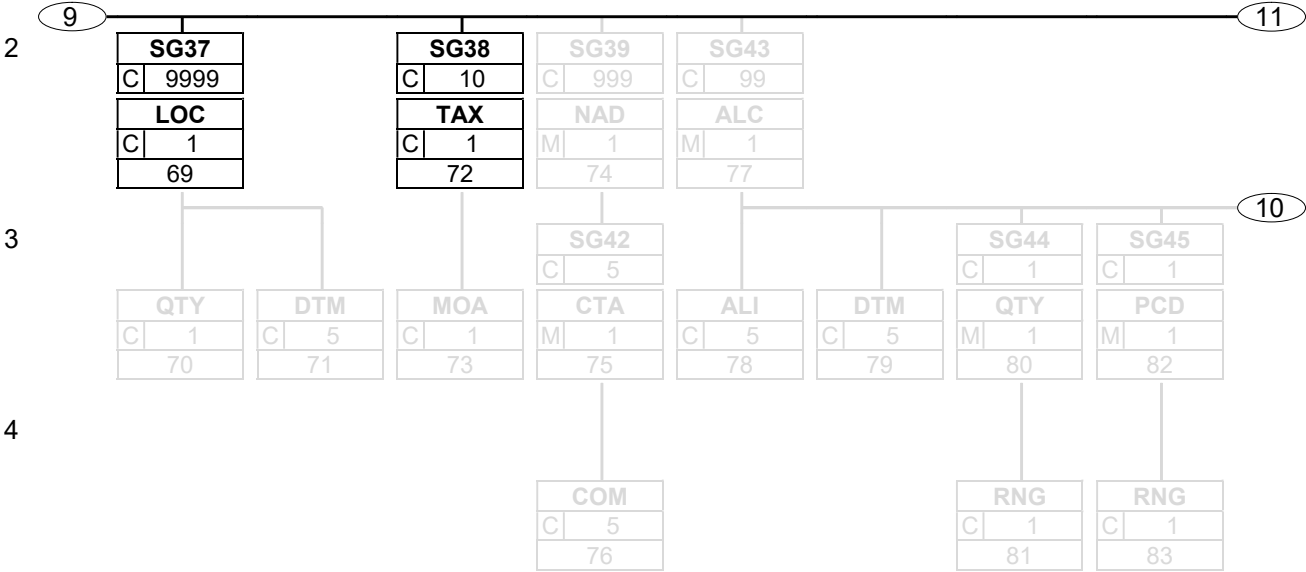 9 11
2 SG37 SG38 SG39 SG43
C 9999 C 10 C 999 C 99
LOC TAX NAD ALC
C 1 C 1 M 1 M 1
69 72 74 77
10
3 SG42 SG44 SG45
C 5 C 1 C 1
QTY DTM MOA CTA ALI DTM QTY PCD
C 1 C 5 C 1 M 1 C 5 C 5 M 1 M 1
70 71 73 75 78 79 80 82
4
COM RNG RNG
C 5 C 1 C 1
76 81 83